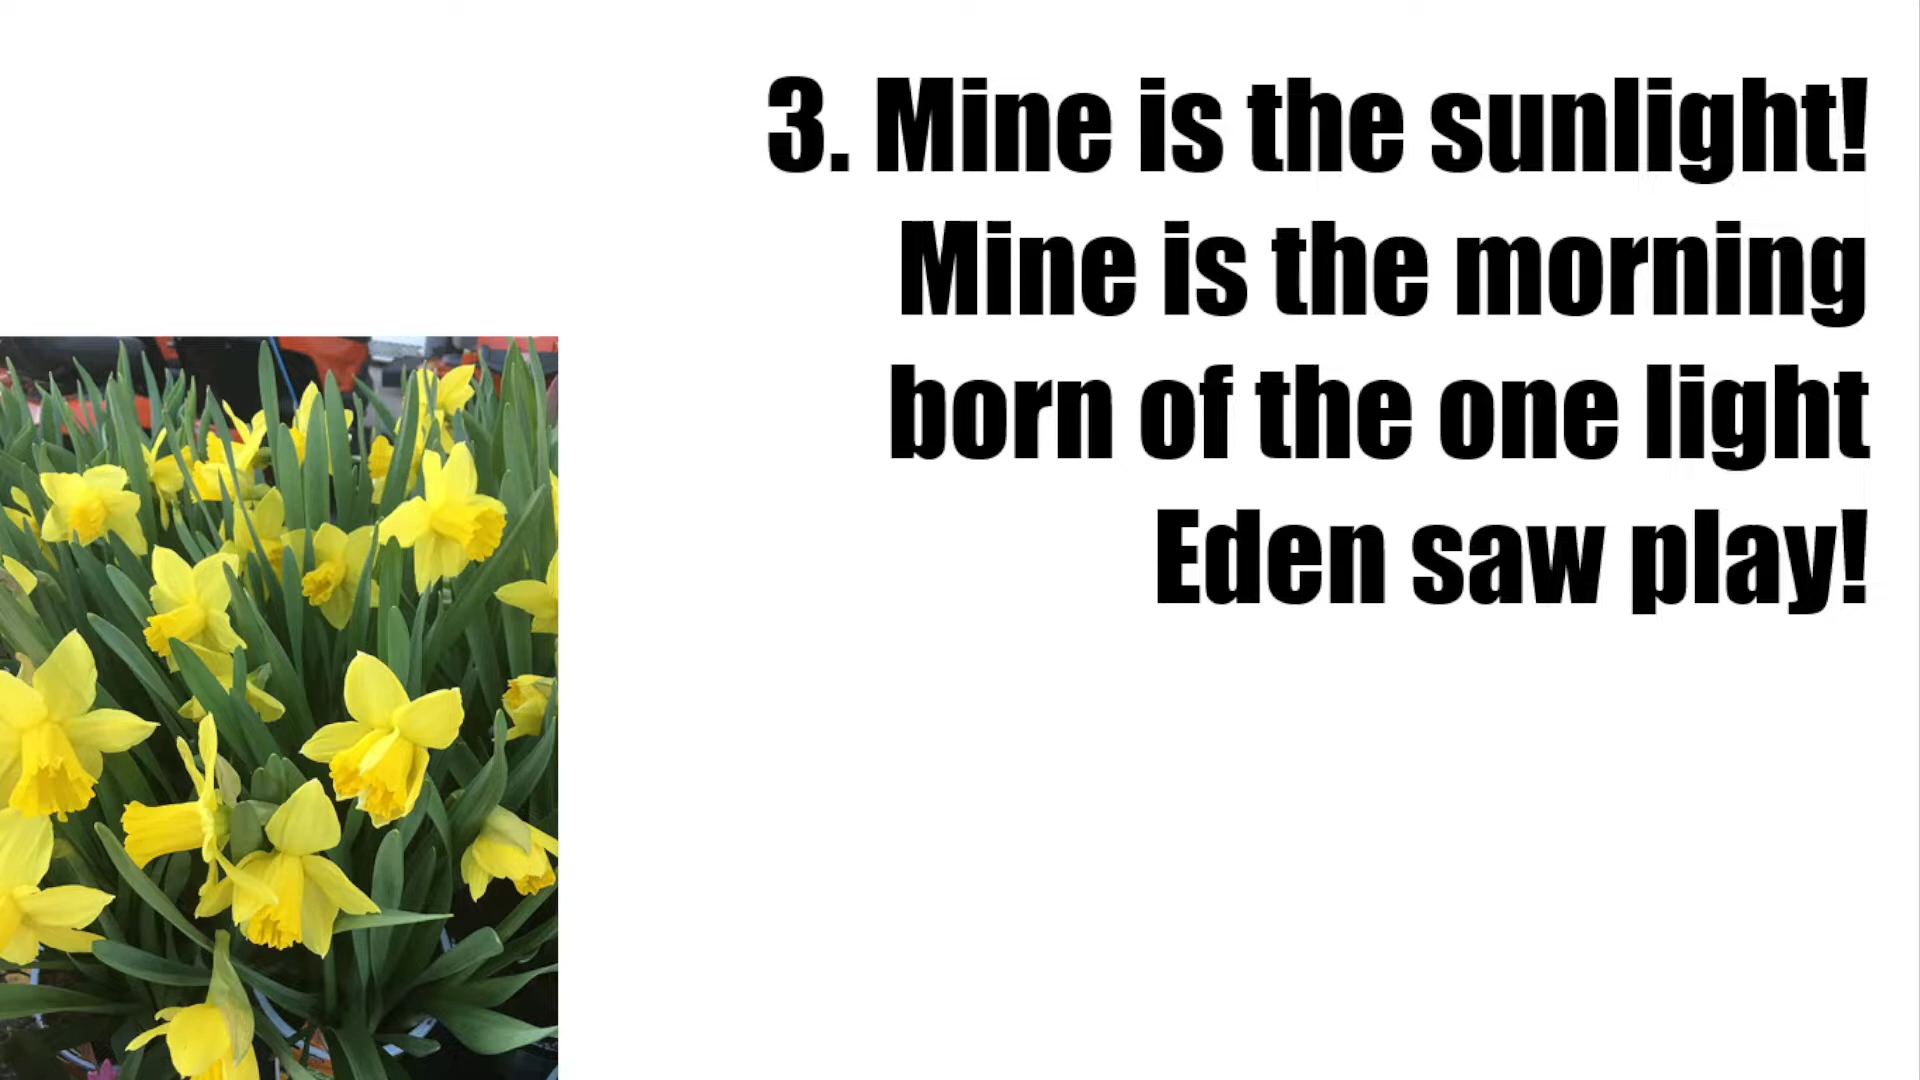 3. Mine is the sunlight!
Mine is the morning
born of the one light
Eden saw play!